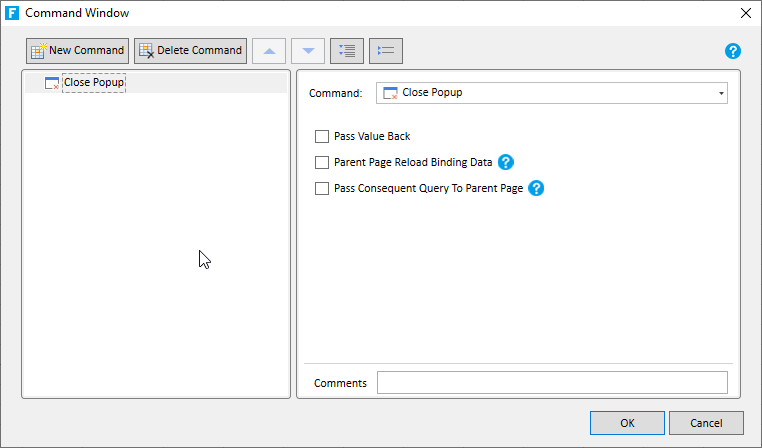 F Command Window
New Command Delete Command ?
Close Popup
Command: Close Popup
Pass Value Back
Parent Page Reload Binding Data ?
Pass Consequent Query To Parent Page ?
Comments
OK Cancel